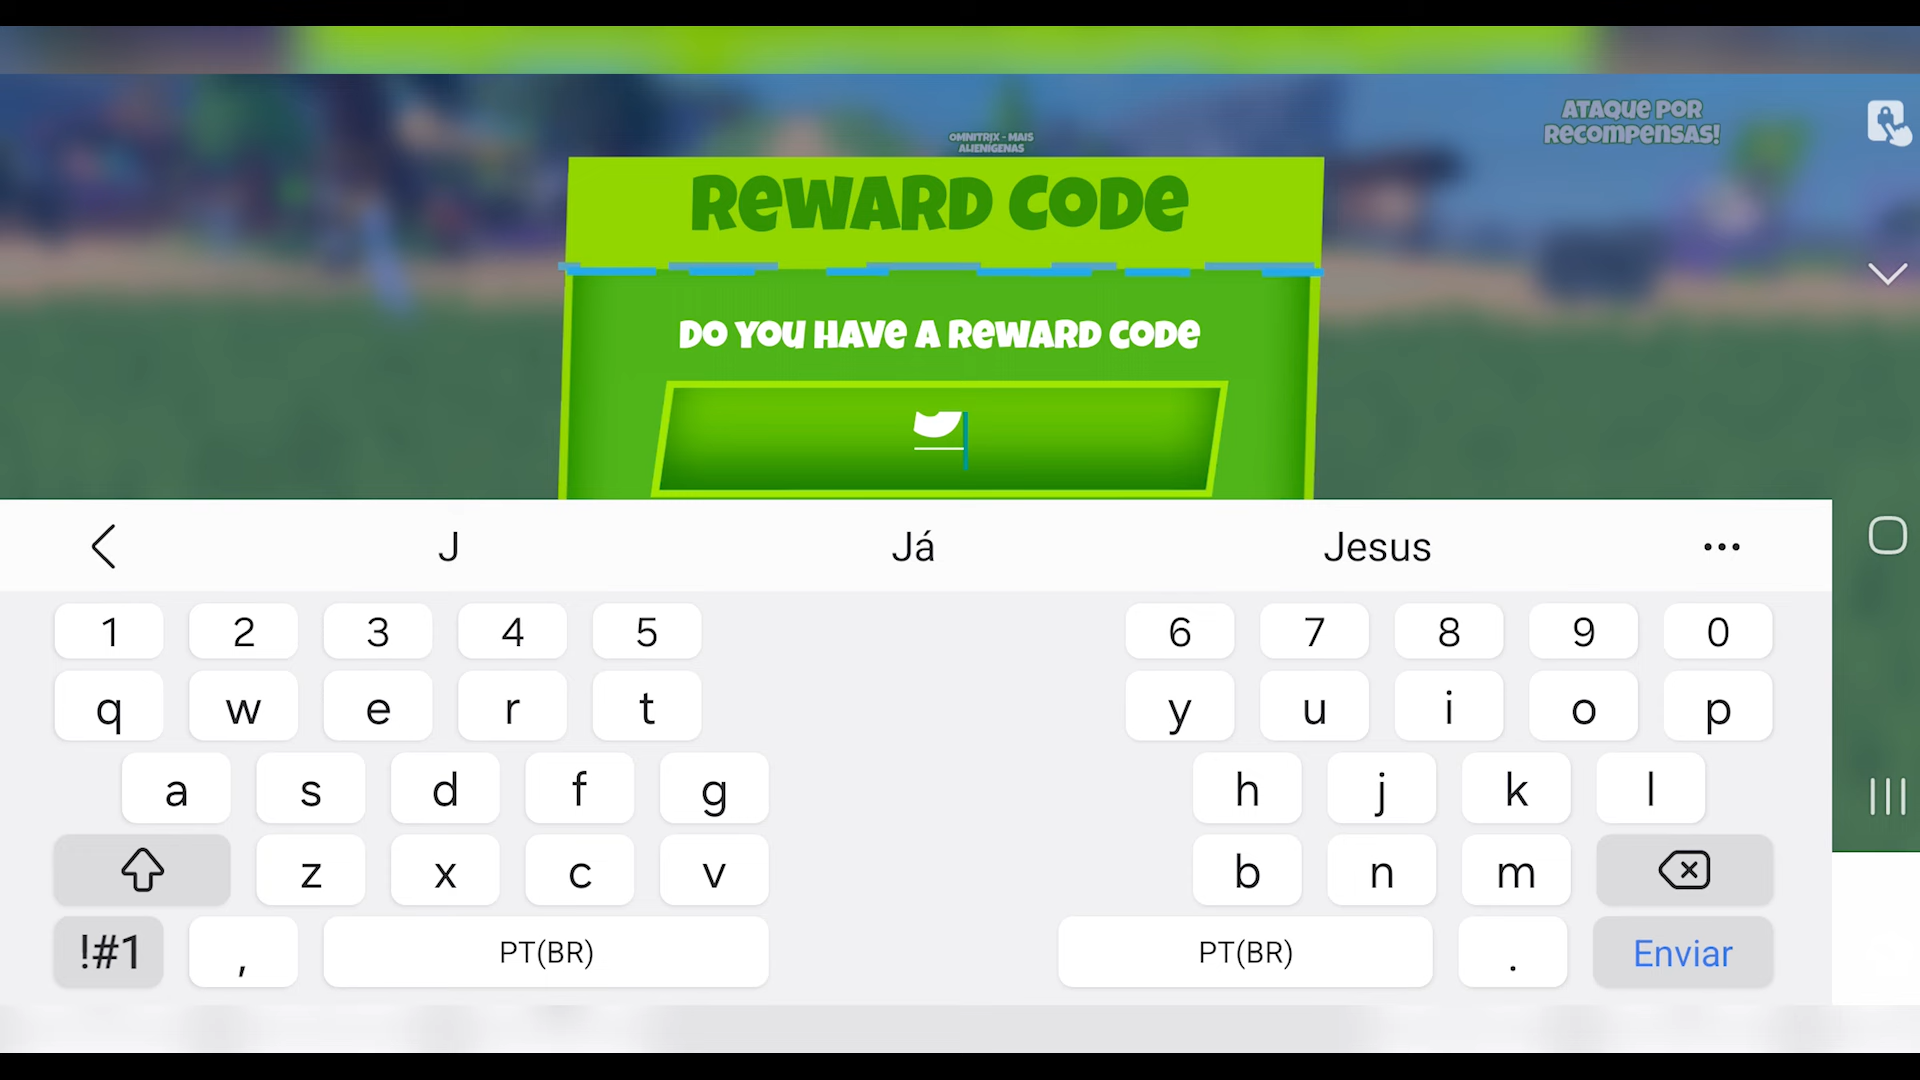 ATAQUE POR
RECOMPENSAS!
OMNITRIX - MAIS
ALIENÍGENAS
REWARD CODE
DO YOU HAVE A REWARD CODE
J
Já
Jesus
...
1 2 3 4 5 6 7 8 9 0
q w e r t y u i o p
a s d f g h j k l
z x c v b n m
!#1 , PT(BR) PT(BR) . Enviar